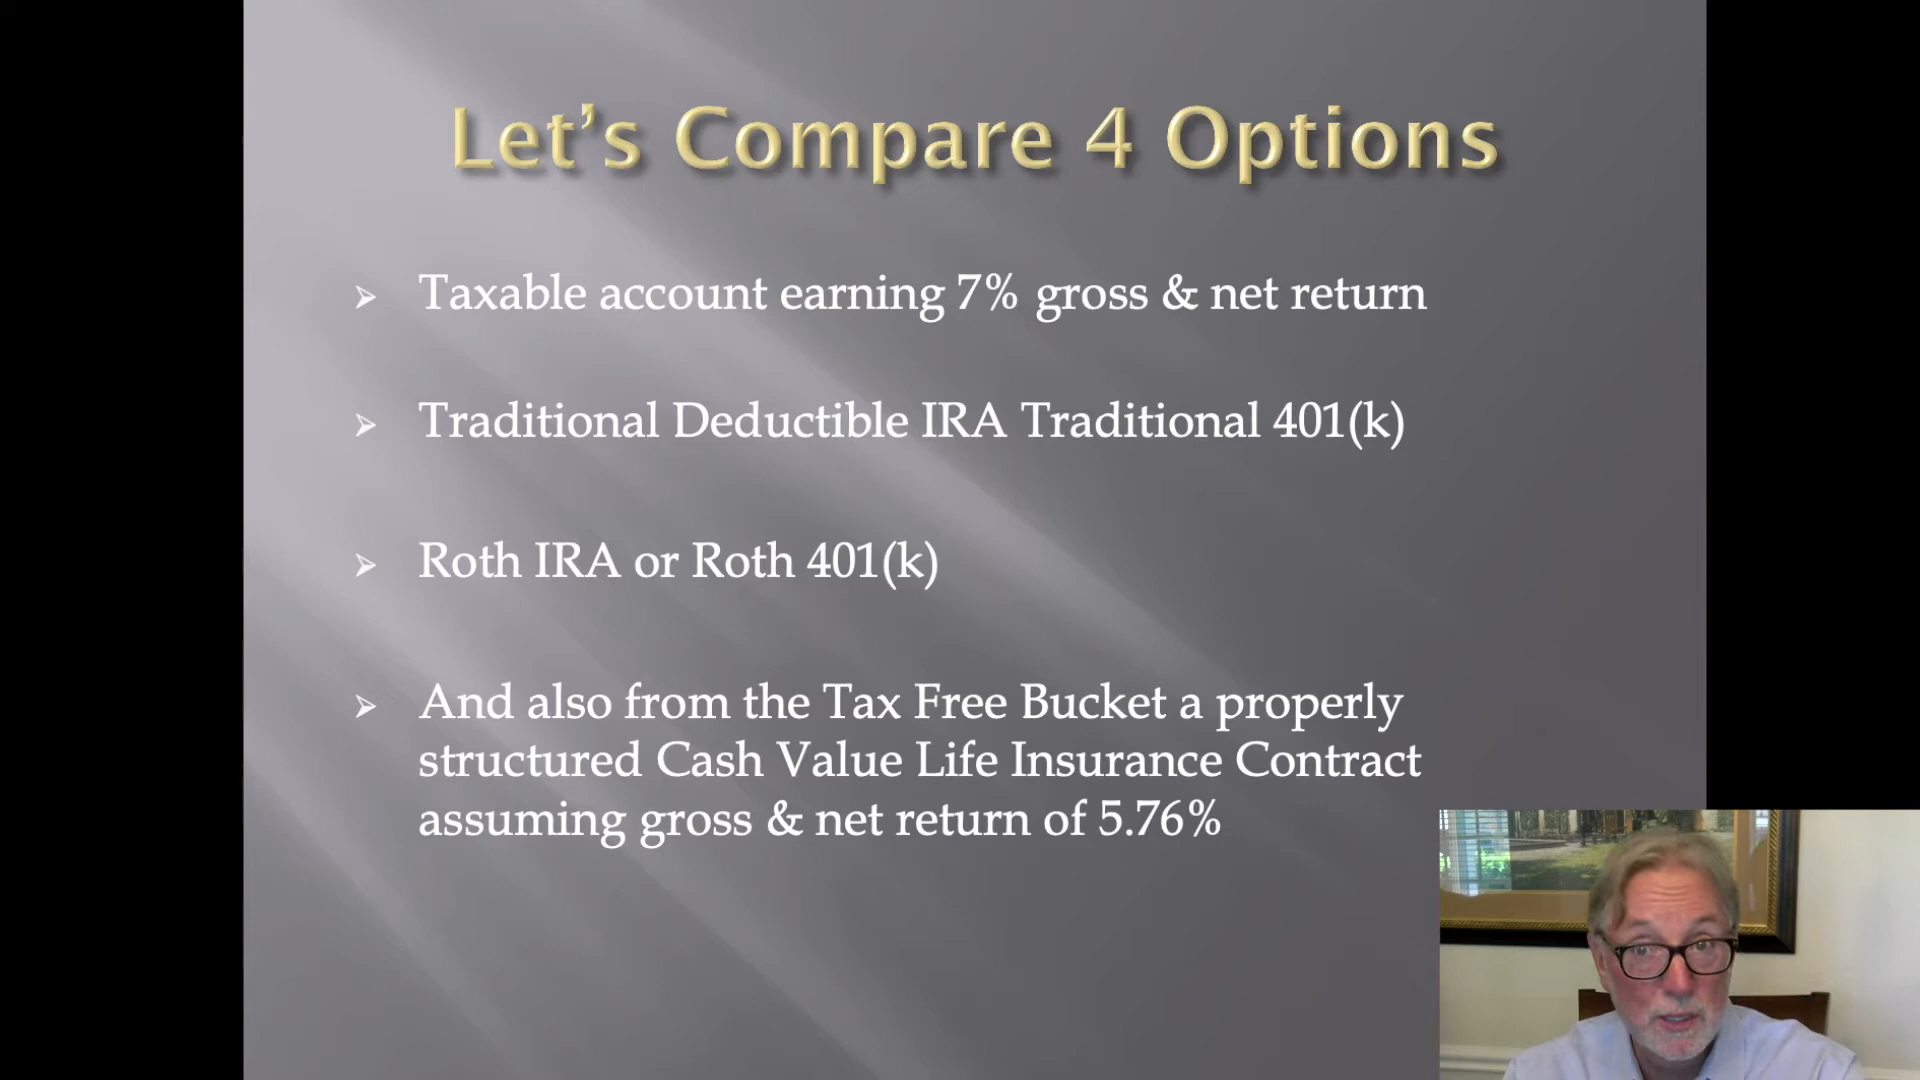 Let’s Compare 4 Options
➢ Taxable account earning 7% gross & net return
➢ Traditional Deductible IRA Traditional 401(k)
➢ Roth IRA or Roth 401(k)
➢ And also from the Tax Free Bucket a properly
structured Cash Value Life Insurance Contract
assuming gross & net return of 5.76%